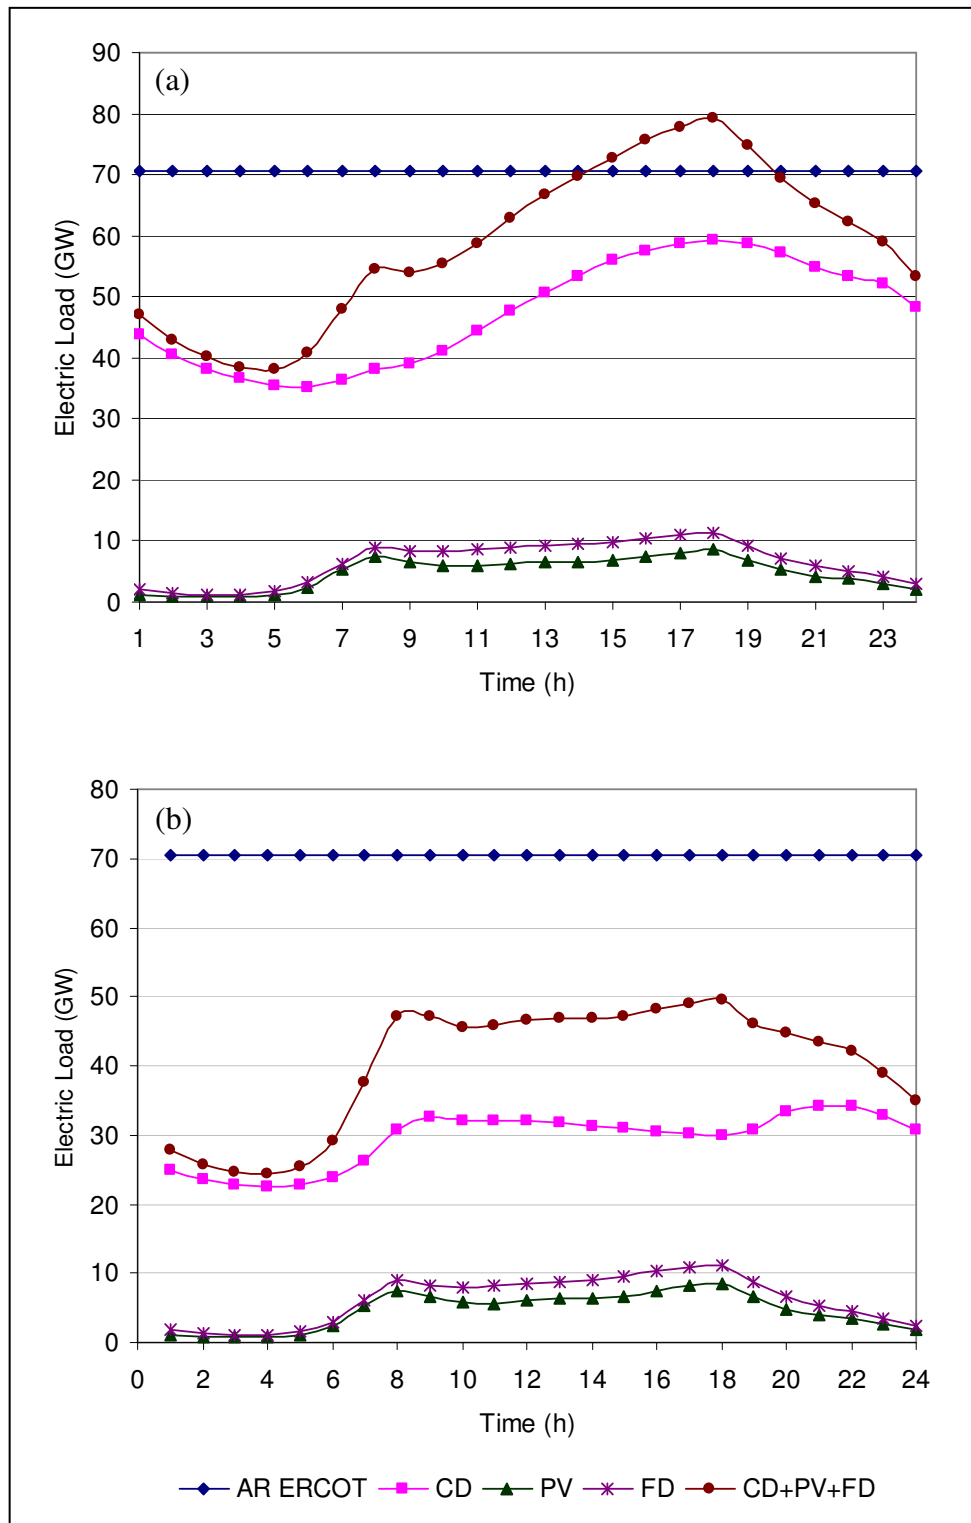 (a)
90
80
70
60
50
40
30
20
10
0
Electric Load (GW)
1 3 5 7 9 11 13 15 17 19 21 23
Time (h)
(b)
80
70
60
50
40
30
20
10
0
Electric Load (GW)
0 2 4 6 8 10 12 14 16 18 20 22 24
Time (h)
AR ERCOT CD PV FD CD+PV+FD